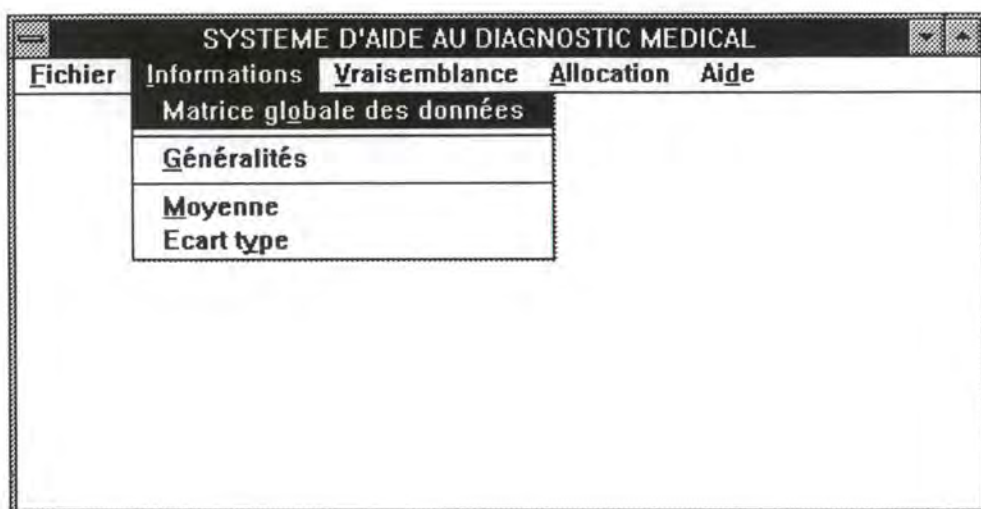 SYSTEME D'AIDE AU DIAGNOSTIC MEDICAL
Fichier Informations Vraisemblance Allocation Aide
Matrice globale des données
Généralités
Moyenne
Ecart type